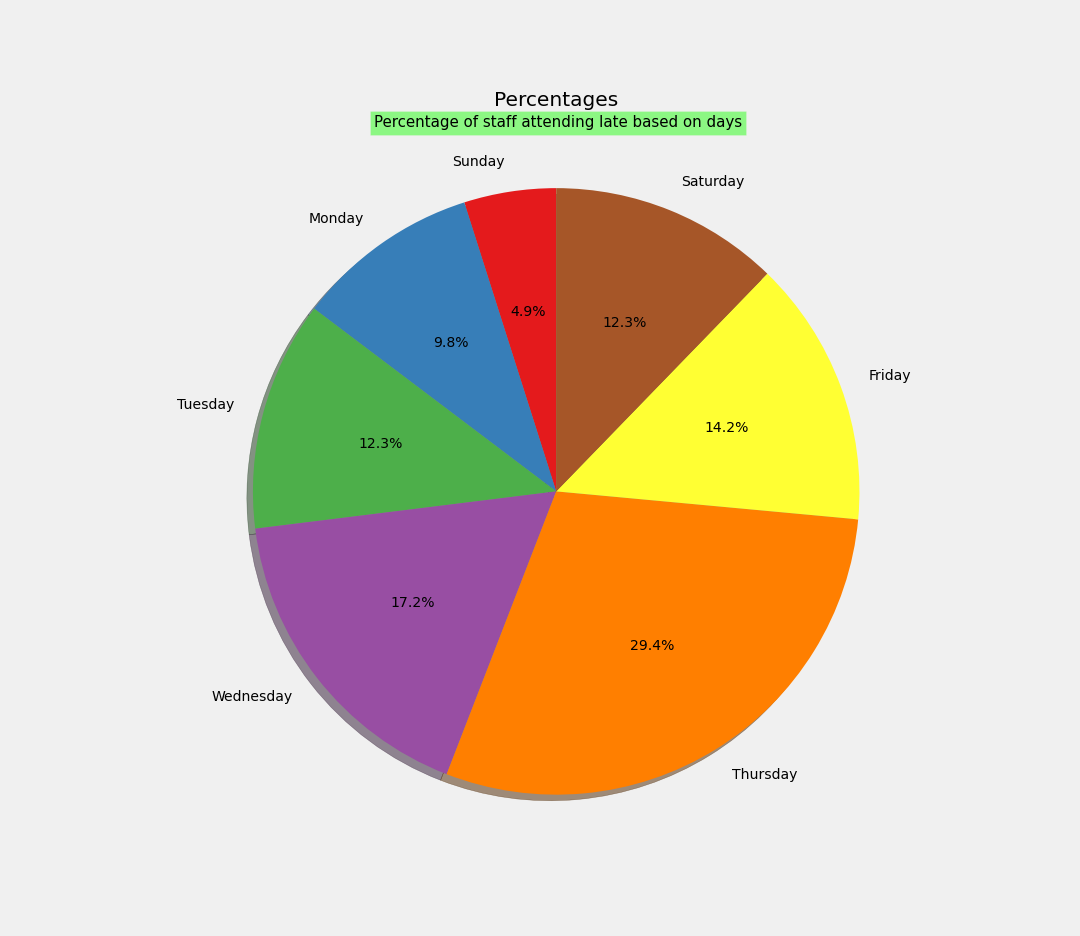 Percentages
Percentage of staff attending late based on days
Sunday
Saturday
Monday
4.9%
12.3%
9.8%
Friday
Tuesday
14.2%
12.3%
17.2%
29.4%
Wednesday
Thursday